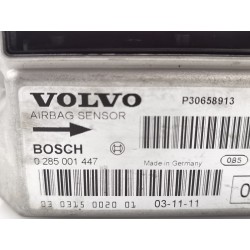 VOLVO P30658913
AIRBAG SENSOR
BOSCH Made in Germany 085
0 285 001 447 0
03 0315 0020 01 03-11-11